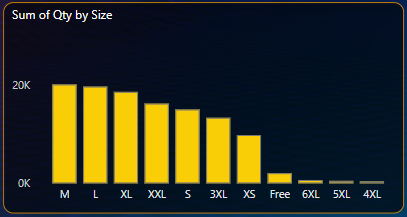 Sum of Qty by Size
20K
0K
M L XL XXL S 3XL XS Free 6XL 5XL 4XL